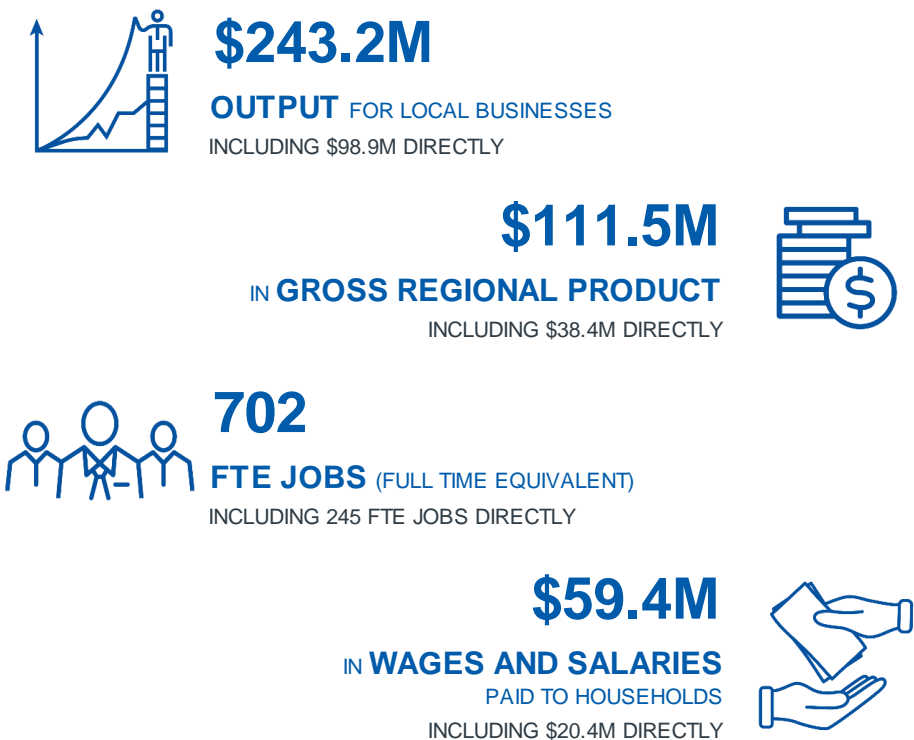 $243.2M
OUTPUT FOR LOCAL BUSINESSES
INCLUDING $98.9M DIRECTLY
$111.5M
IN GROSS REGIONAL PRODUCT
$
INCLUDING $38.4M DIRECTLY
702
FTE JOBS (FULL TIME EQUIVALENT)
INCLUDING 245 FTE JOBS DIRECTLY
$59.4M
IN WAGES AND SALARIES
PAID TO HOUSEHOLDS
INCLUDING $20.4M DIRECTLY